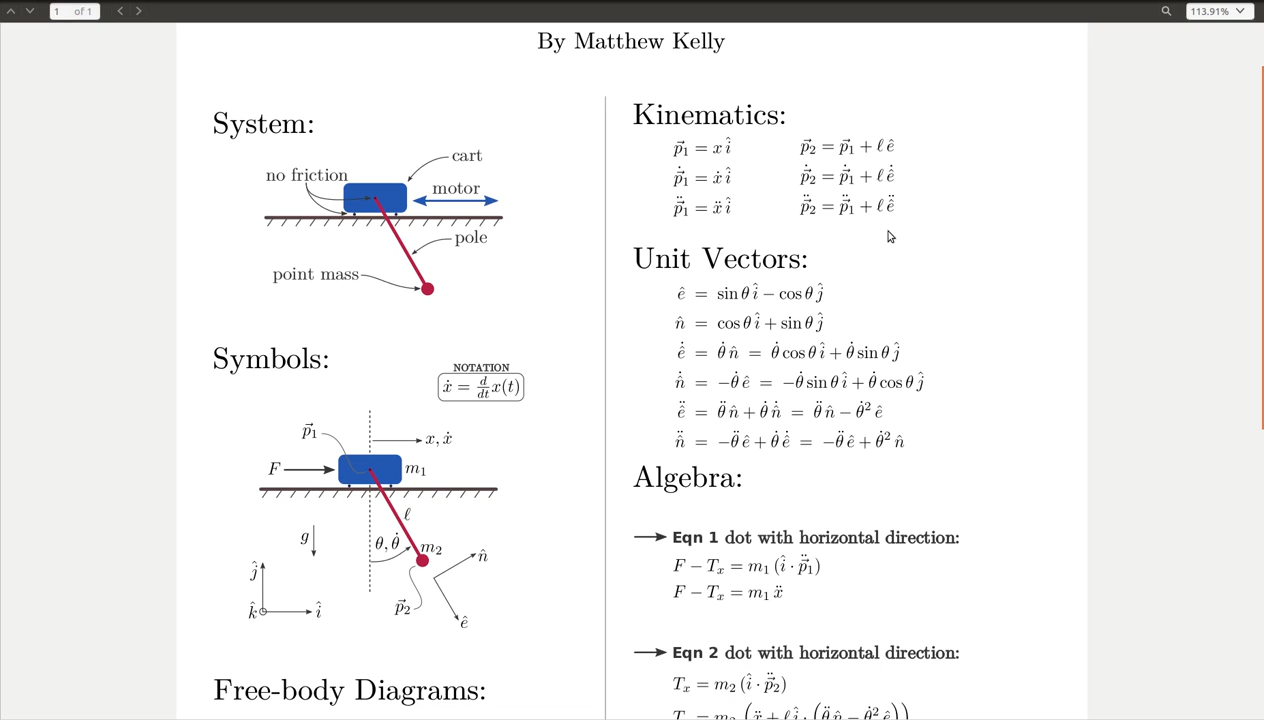 1 of 1
113.91%
By Matthew Kelly
System:
cart
no friction
motor
pole
point mass
Symbols:
NOTATION
ẋ = d/dt x(t)
p⃗₁
x, ẋ
F
m₁
ℓ
g
θ, θ̇
m₂
n̂
ĵ
k̂
î
p⃗₂
ê
Free-body Diagrams:
Kinematics:
p⃗₁ = x î p⃗₂ = p⃗₁ + ℓ ê
p⃗̇₁ = ẋ î p⃗̇₂ = p⃗̇₁ + ℓ ê̇
p⃗̈₁ = ẍ î p⃗̈₂ = p⃗̈₁ + ℓ ê̈
Unit Vectors:
ê = sin θ î − cos θ ĵ
n̂ = cos θ î + sin θ ĵ
ê̇ = θ̇ n̂ = θ̇ cos θ î + θ̇ sin θ ĵ
n̂̇ = −θ̇ ê = −θ̇ sin θ î + θ̇ cos θ ĵ
ê̈ = θ̈ n̂ + θ̇ n̂̇ = θ̈ n̂ − θ̇² ê
n̂̈ = −θ̈ ê + θ̇ ê̇ = −θ̈ ê + θ̇² n̂
Algebra:
Eqn 1 dot with horizontal direction:
F − Tₓ = m₁ (î · p⃗̈₁)
F − Tₓ = m₁ ẍ
Eqn 2 dot with horizontal direction:
Tₓ = m₂ (î · p⃗̈₂)
Tₓ = m₂ (ẍ + ℓ î · (θ̈ n̂ − θ̇² ê))